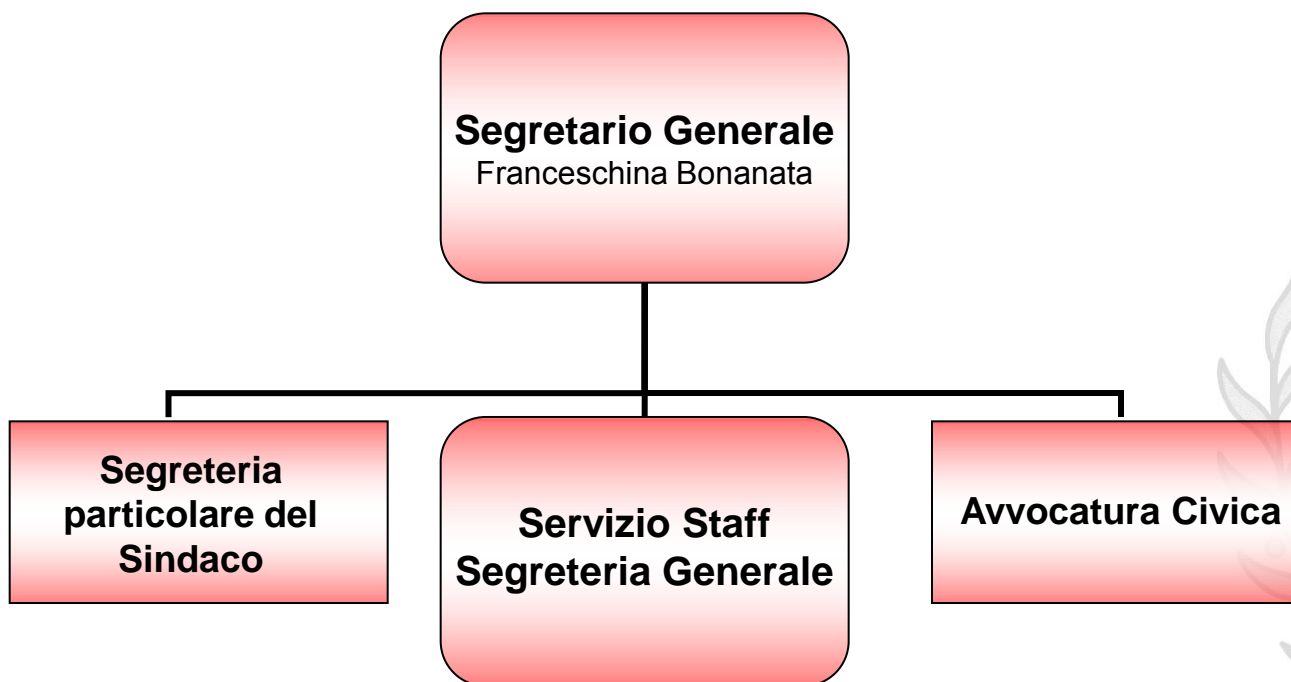 Segretario Generale
Franceschina Bonanata
Segreteria
particolare del
Sindaco
Servizio Staff
Segreteria Generale
Avvocatura Civica